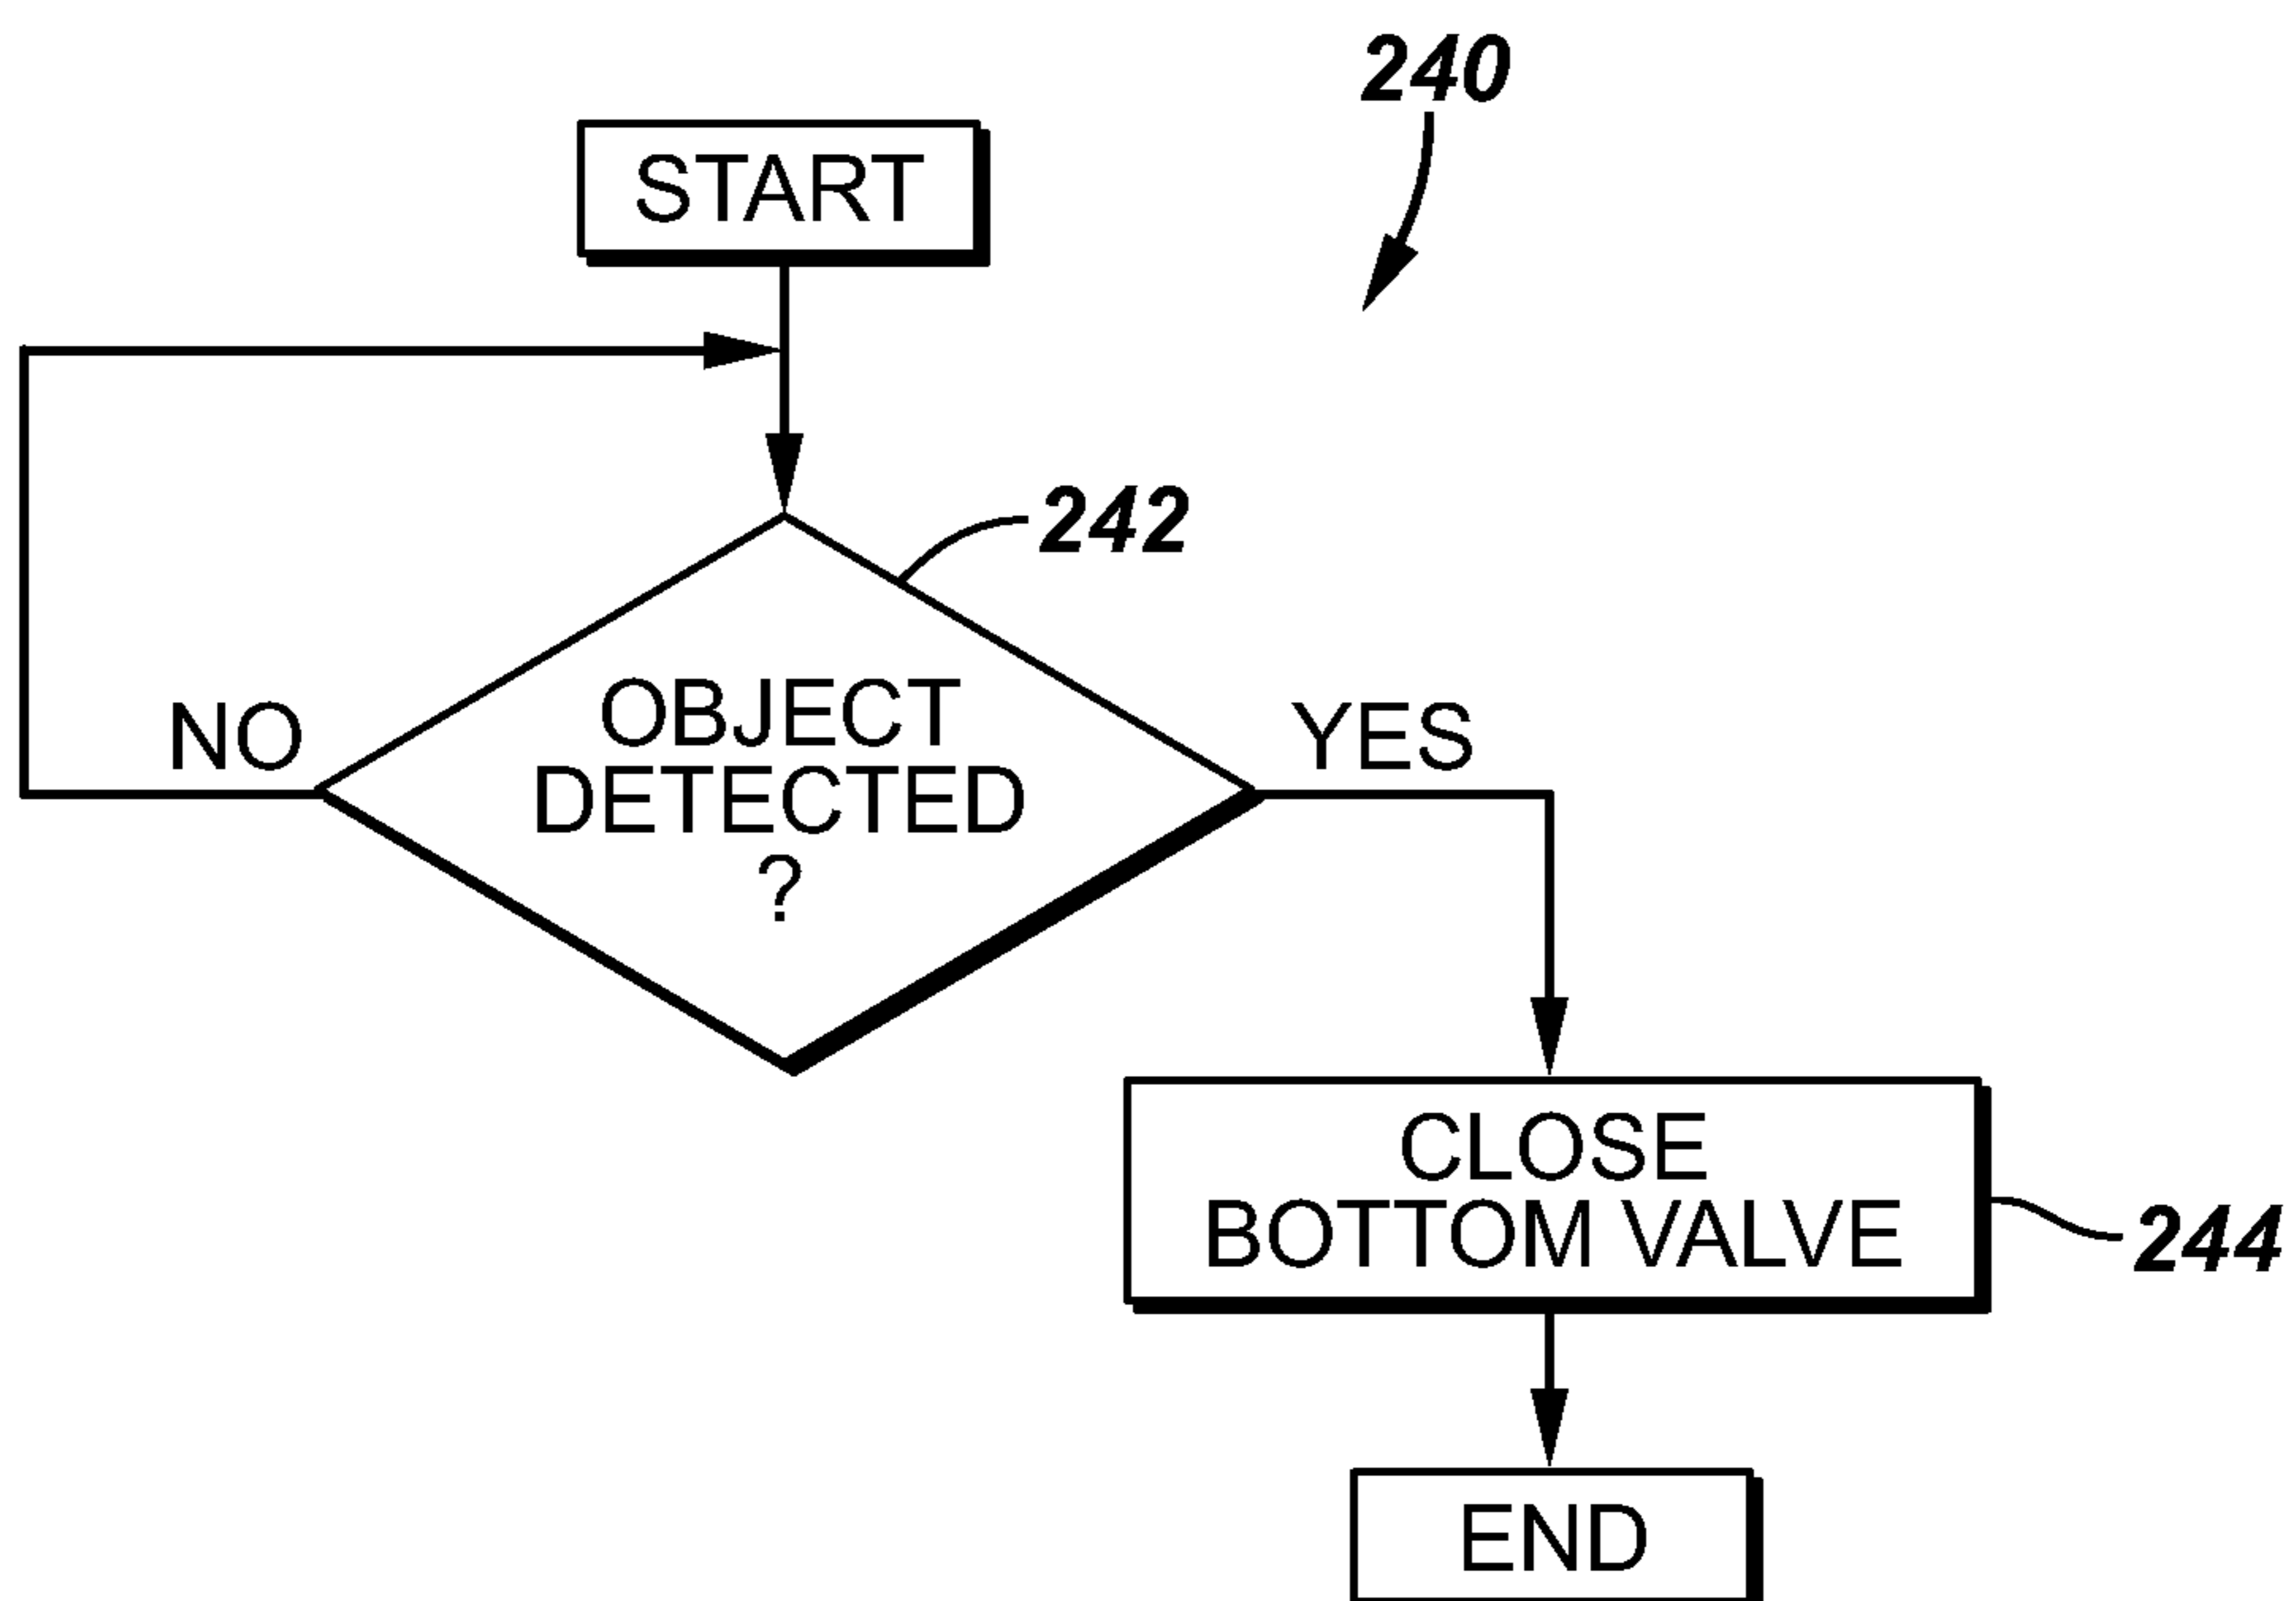 240
START
242
OBJECT
DETECTED
?
NO
YES
CLOSE
BOTTOM VALVE
244
END